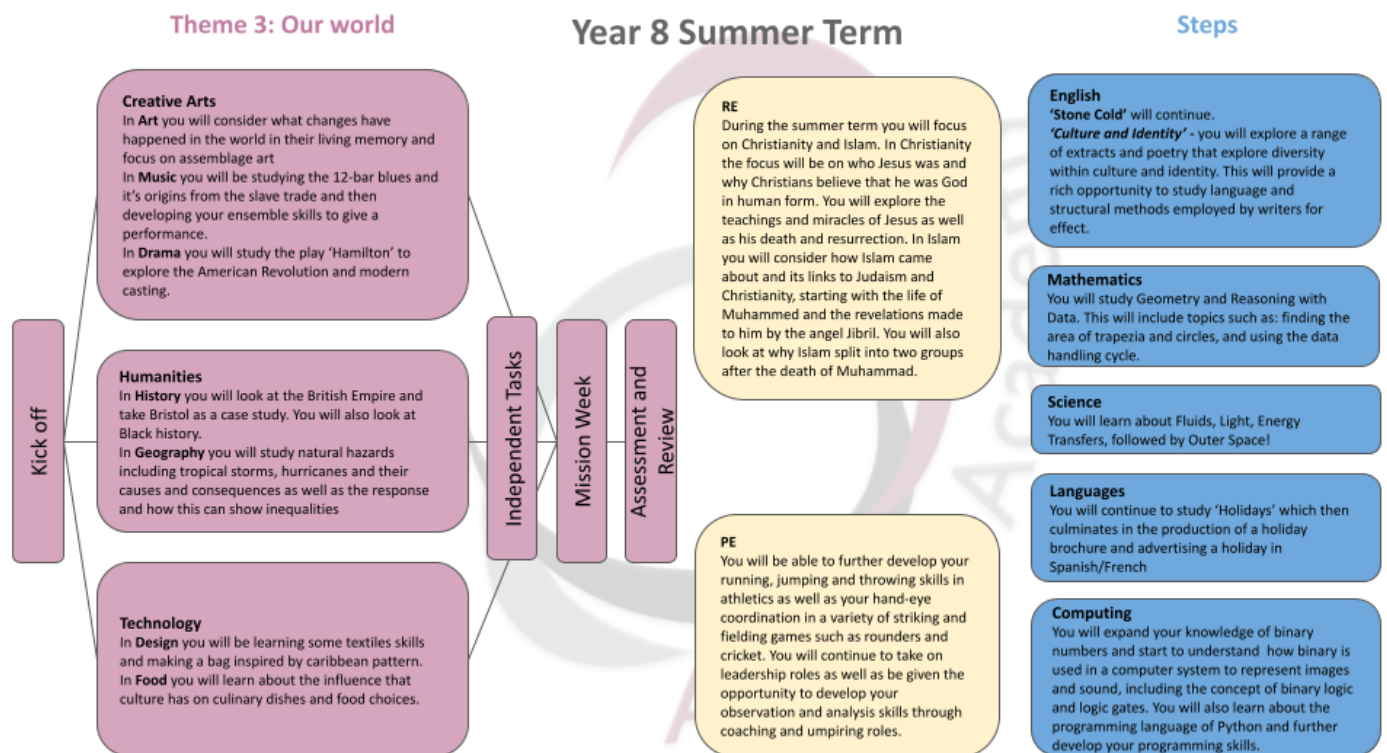 Theme 3: Our world
Year 8 Summer Term
Steps
Creative Arts
In Art you will consider what changes have
happened in the world in their living memory and
focus on assemblage art
In Music you will be studying the 12-bar blues and
it's origins from the slave trade and then
developing your ensemble skills to give a
performance.
In Drama you will study the play 'Hamilton' to
explore the American Revolution and modern
casting.
Kick off
Humanities
In History you will look at the British Empire and
take Bristol as a case study. You will also look at
Black history.
In Geography you will study natural hazards
including tropical storms, hurricanes and their
causes and consequences as well as the response
and how this can show inequalities
Technology
In Design you will be learning some textiles skills
and making a bag inspired by caribbean pattern.
In Food you will learn about the influence that
culture has on culinary dishes and food choices.
Independent Tasks
Mission Week
Assessment and
Review
RE
During the summer term you will focus
on Christianity and Islam. In Christianity
the focus will be on who Jesus was and
why Christians believe that he was God
in human form. You will explore the
teachings and miracles of Jesus as well
as his death and resurrection. In Islam
you will consider how Islam came
about and its links to Judaism and
Christianity, starting with the life of
Muhammed and the revelations made
to him by the angel Jibril. You will also
look at why Islam split into two groups
after the death of Muhammad.
PE
You will be able to further develop your
running, jumping and throwing skills in
athletics as well as your hand-eye
coordination in a variety of striking and
fielding games such as rounders and
cricket. You will continue to take on
leadership roles as well as be given the
opportunity to develop your
observation and analysis skills through
coaching and umpiring roles.
English
'Stone Cold' will continue.
'Culture and Identity' - you will explore a range
of extracts and poetry that explore diversity
within culture and identity. This will provide a
rich opportunity to study language and
structural methods employed by writers for
effect.
Mathematics
You will study Geometry and Reasoning with
Data. This will include topics such as: finding the
area of trapezia and circles, and using the data
handling cycle.
Science
You will learn about Fluids, Light, Energy
Transfers, followed by Outer Space!
Languages
You will continue to study 'Holidays' which then
culminates in the production of a holiday
brochure and advertising a holiday in
Spanish/French
Computing
You will expand your knowledge of binary
numbers and start to understand how binary is
used in a computer system to represent images
and sound, including the concept of binary logic
and logic gates. You will also learn about the
programming language of Python and further
develop your programming skills.